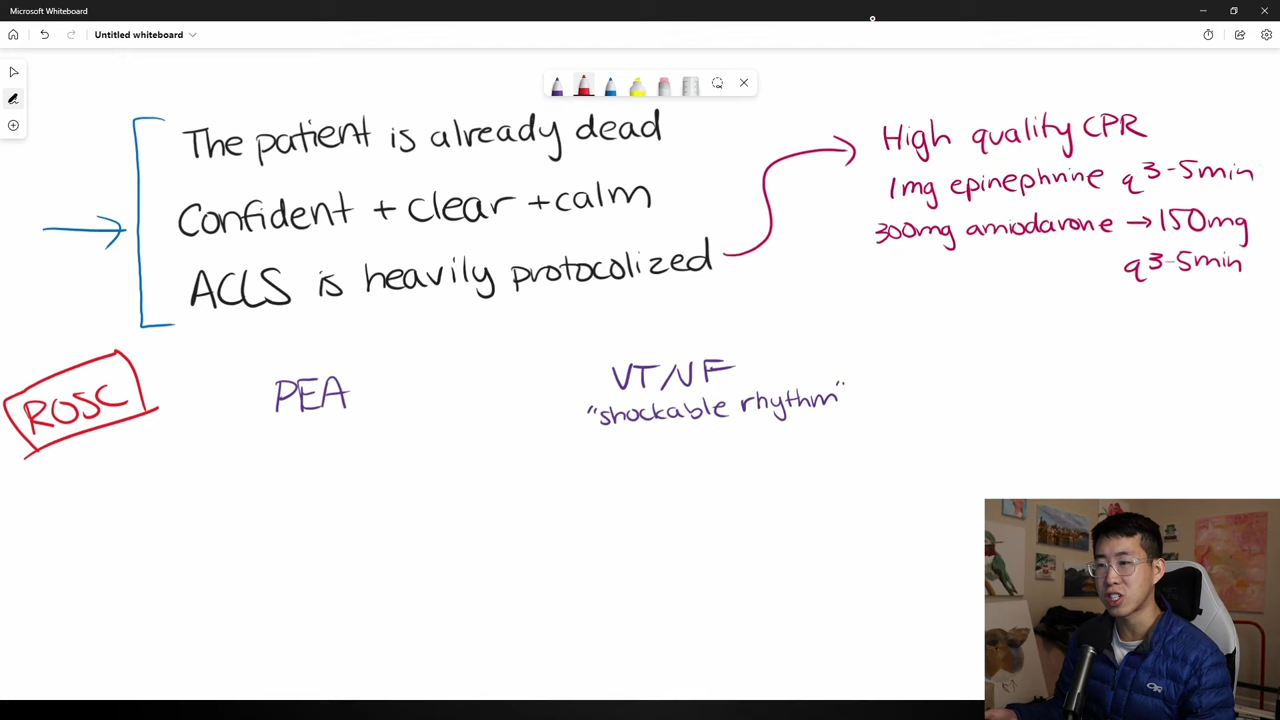 Microsoft Whiteboard
Untitled whiteboard
The patient is already dead
Confident + clear + calm
ACLS is heavily protocolized
High quality CPR
1mg epinephrine q3-5min
300mg amiodarone → 150mg
q3-5min
ROSC
PEA
VT/VF
"shockable rhythm"